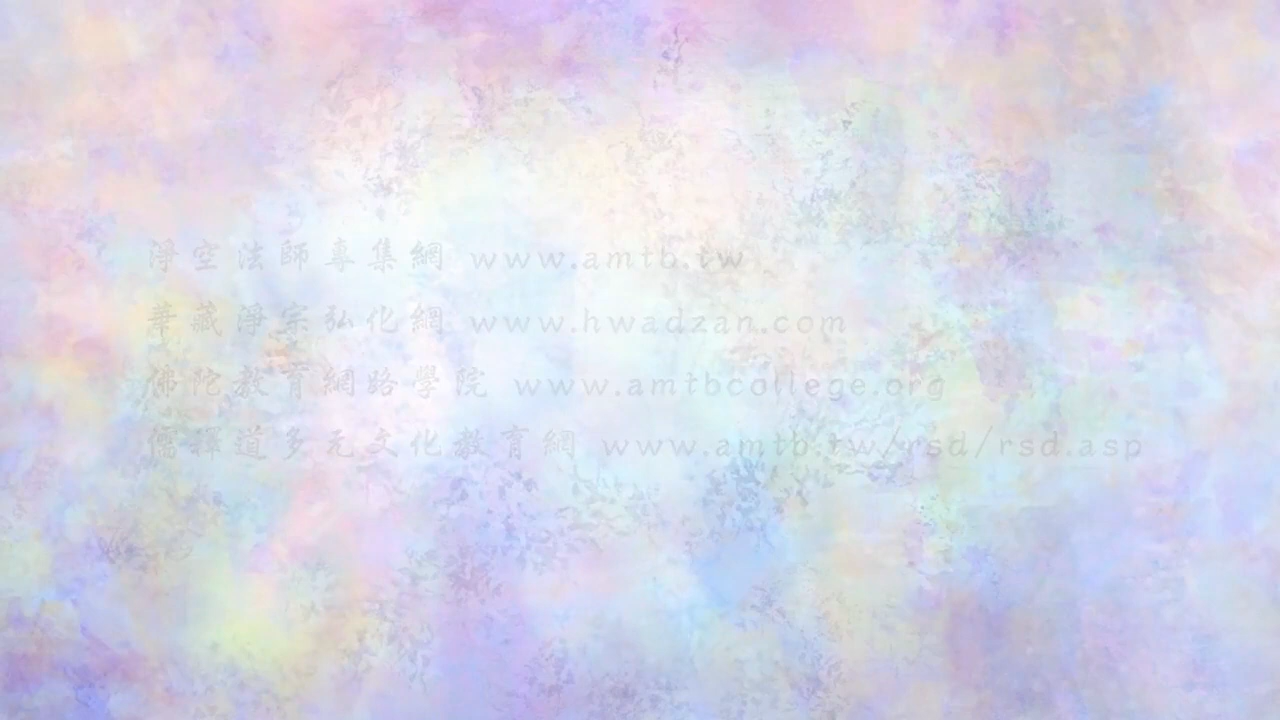 淨空法師專集網 www.amtb.tw
華藏淨宗弘化網 www.hwadzan.com
佛陀教育網路學院 www.amtbcollege.org
儒釋道多元文化教育網 www.amtb.tw/rsd/rsd.asp